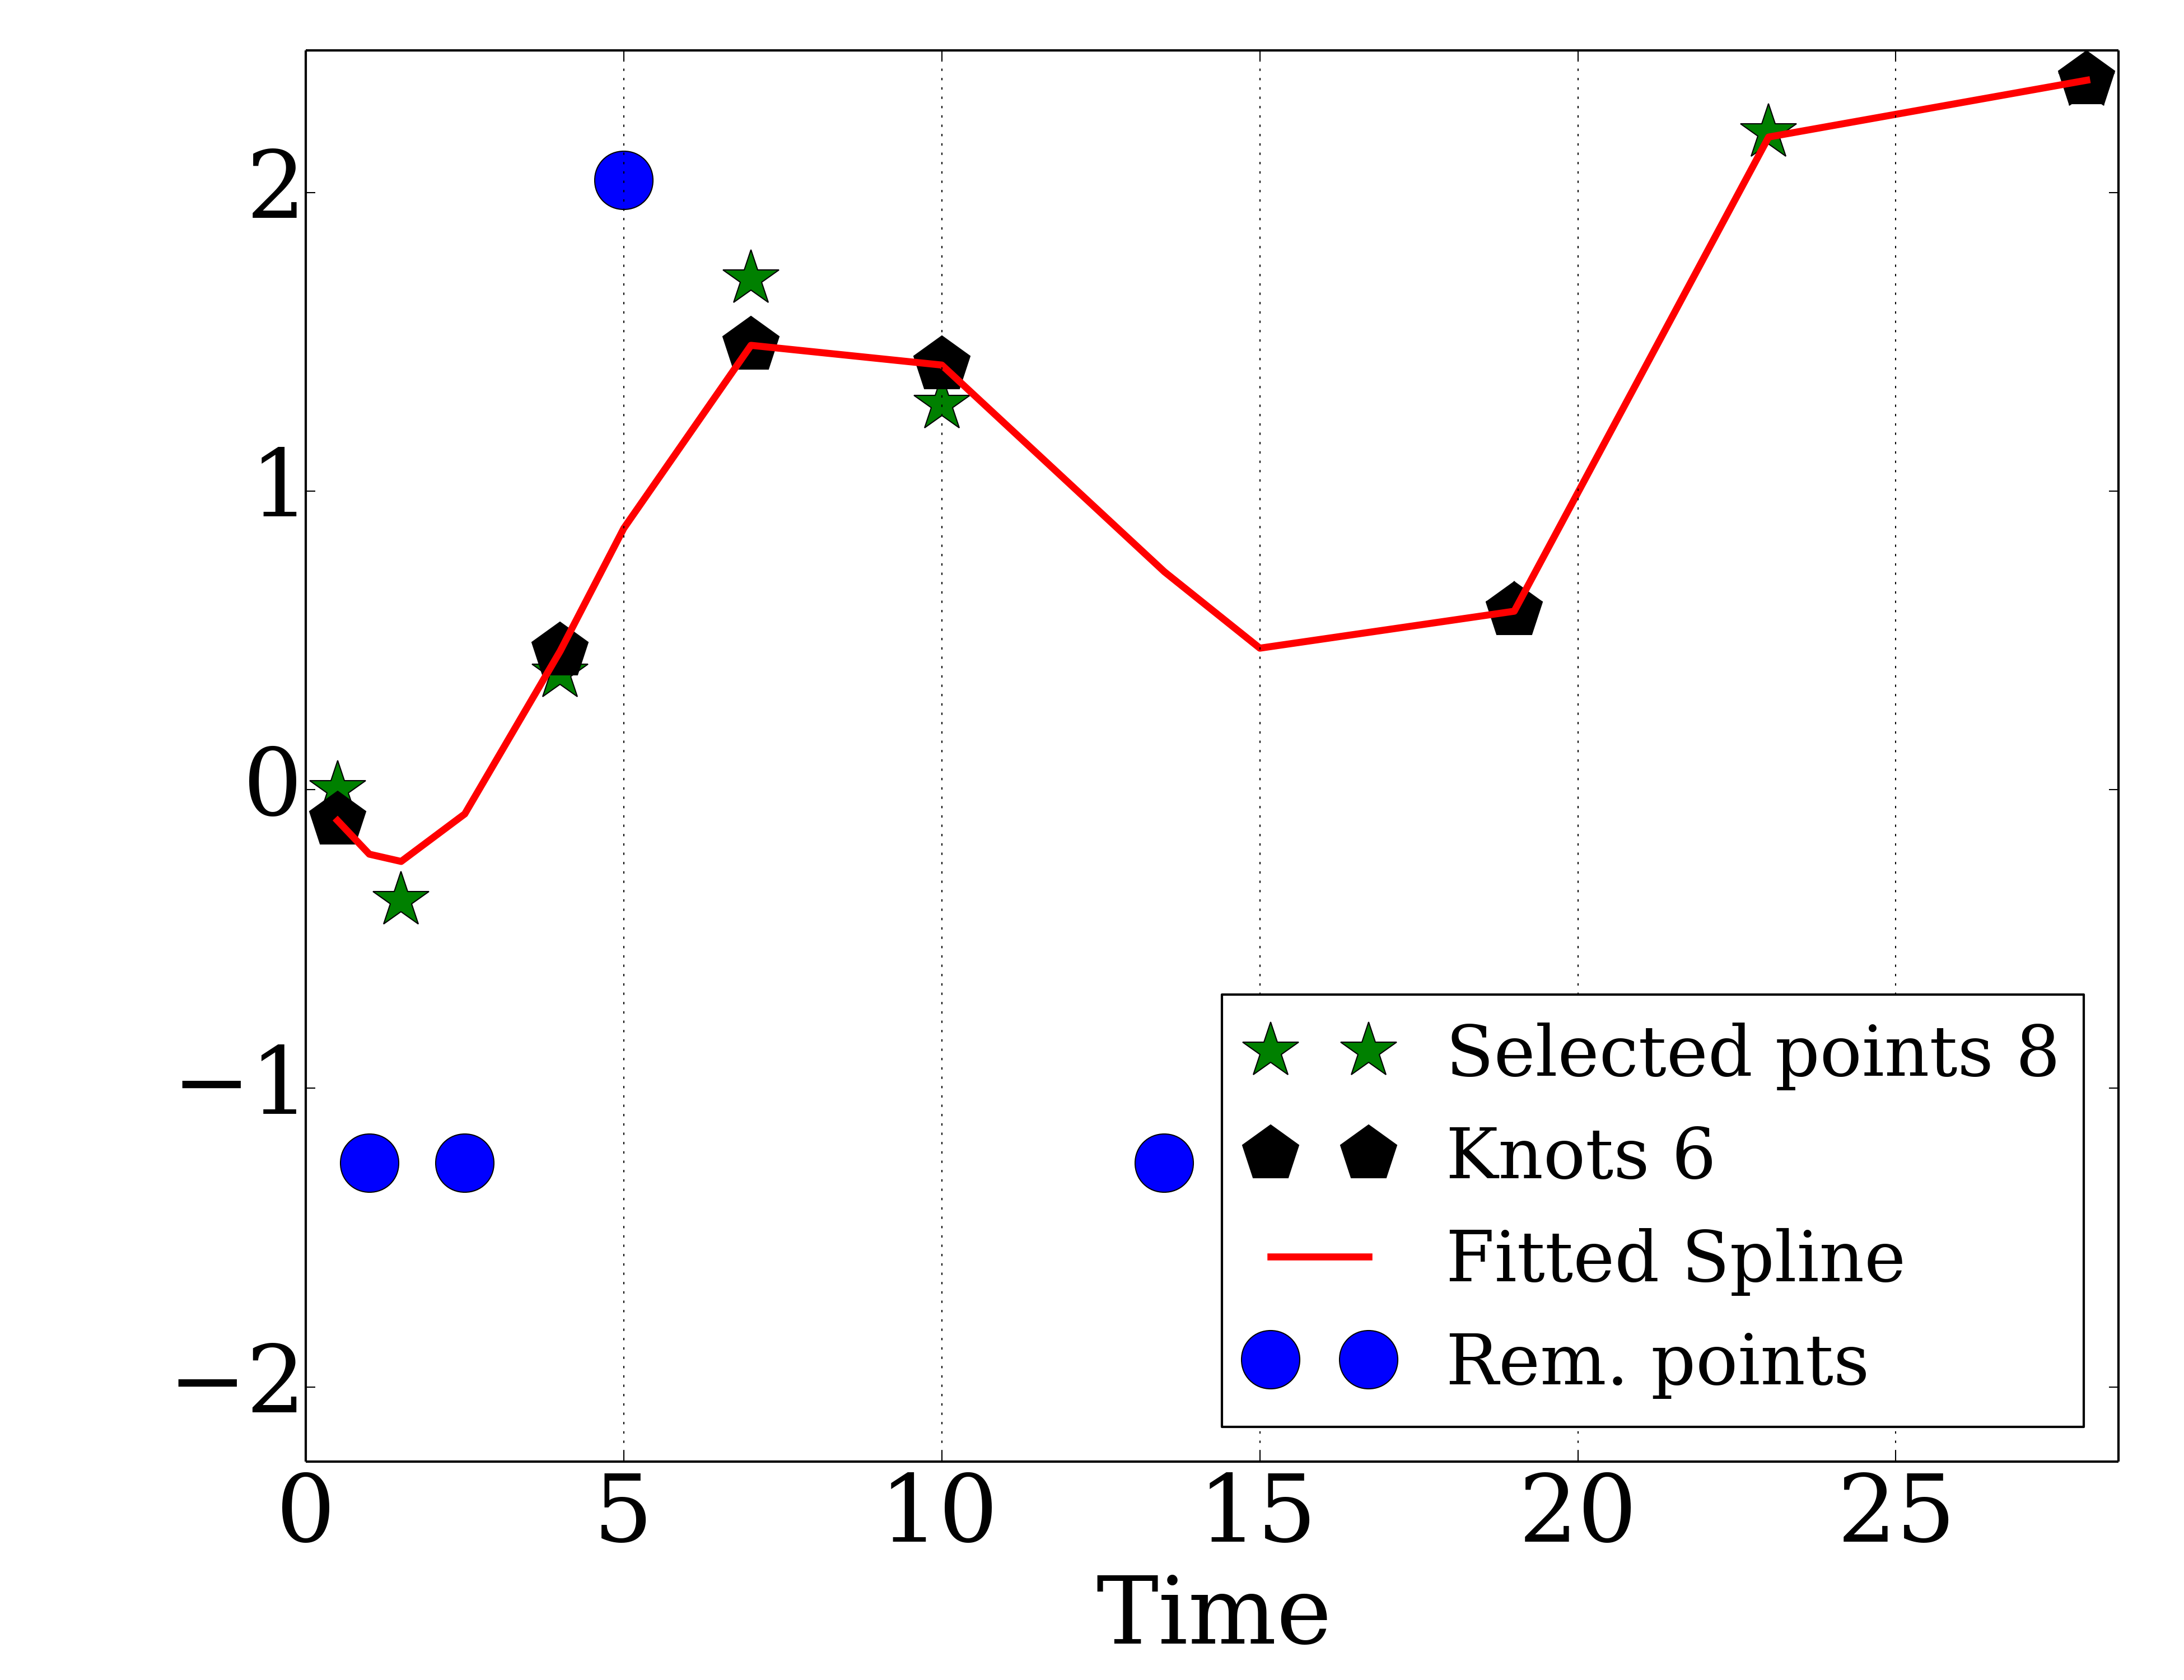 2
1
0
−1
−2
Selected points 8
Knots 6
Fitted Spline
Rem. points
0 5 10 15 20 25
Time